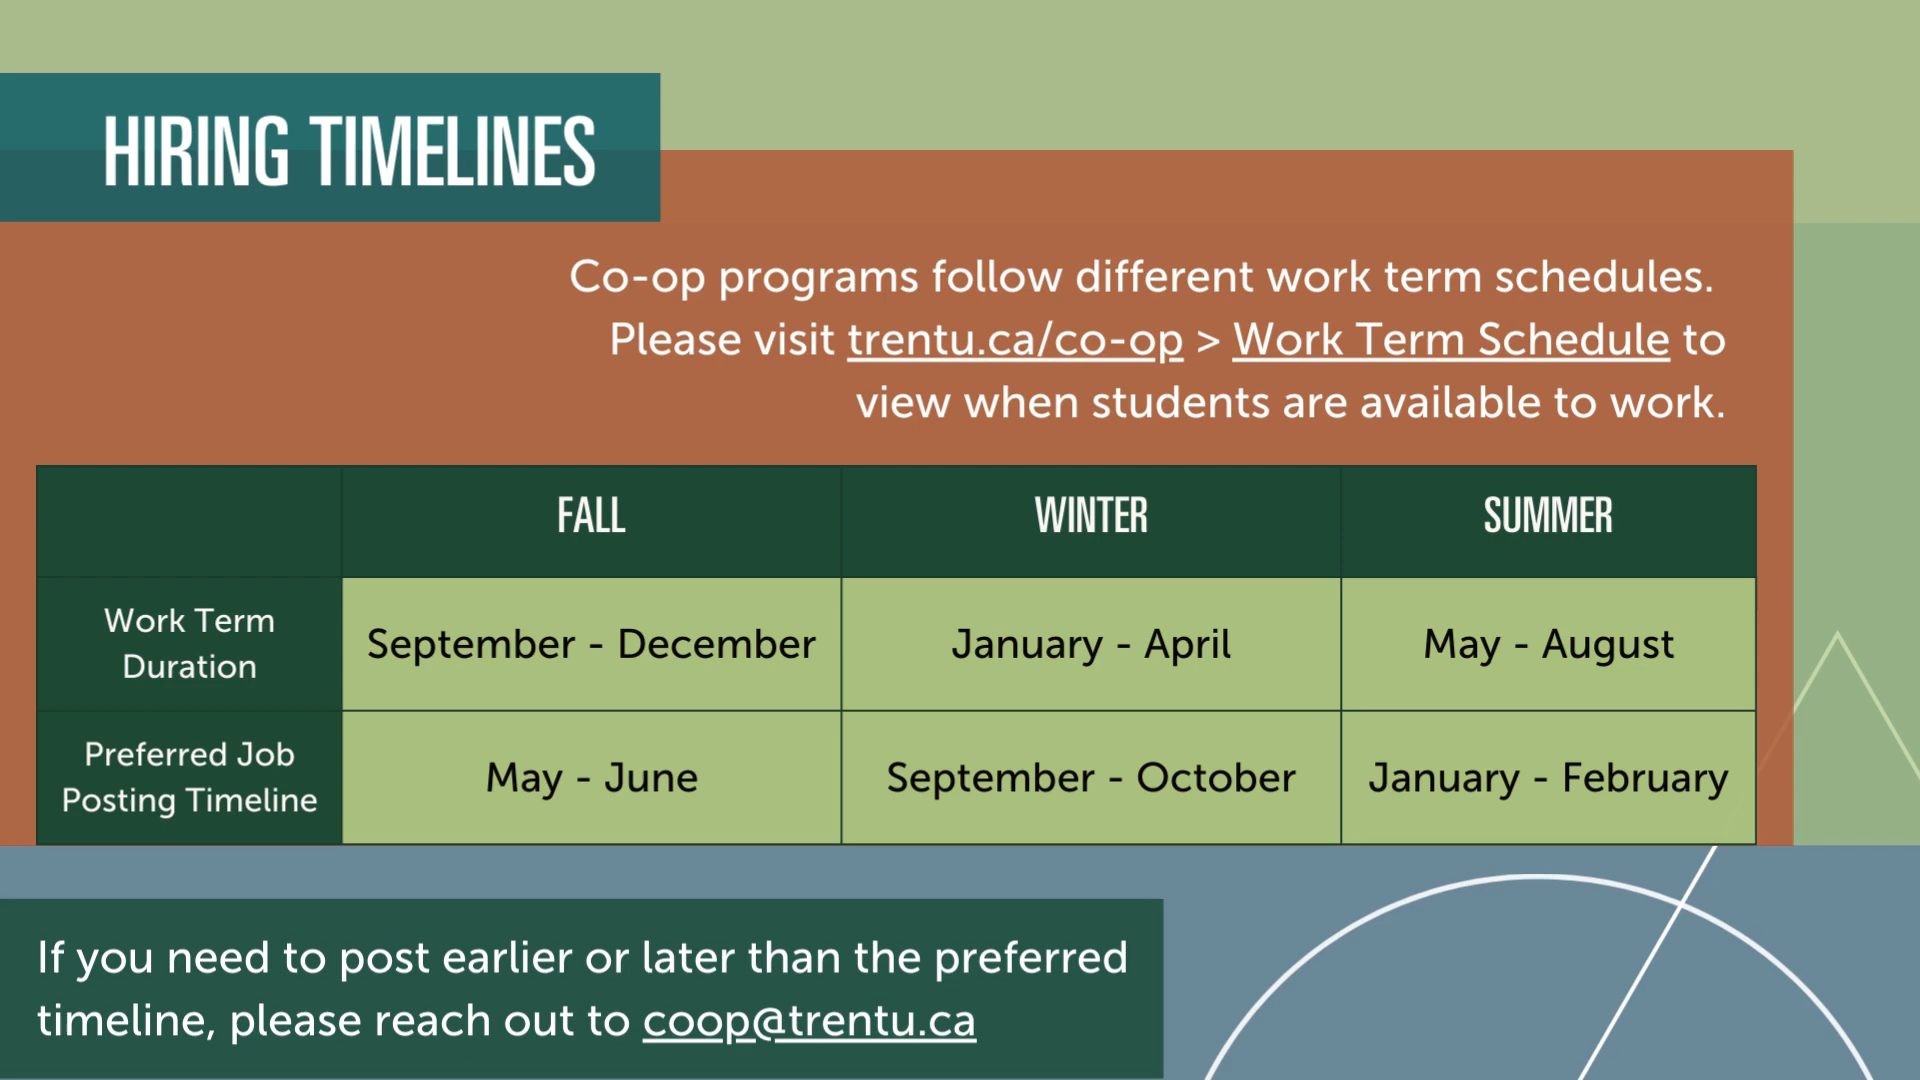 HIRING TIMELINES
Co-op programs follow different work term schedules.
Please visit trentu.ca/co-op > Work Term Schedule to
view when students are available to work.
FALL WINTER SUMMER
Work Term
Duration
September - December January - April May - August
Preferred Job
Posting Timeline
May - June September - October January - February
If you need to post earlier or later than the preferred
timeline, please reach out to coop@trentu.ca